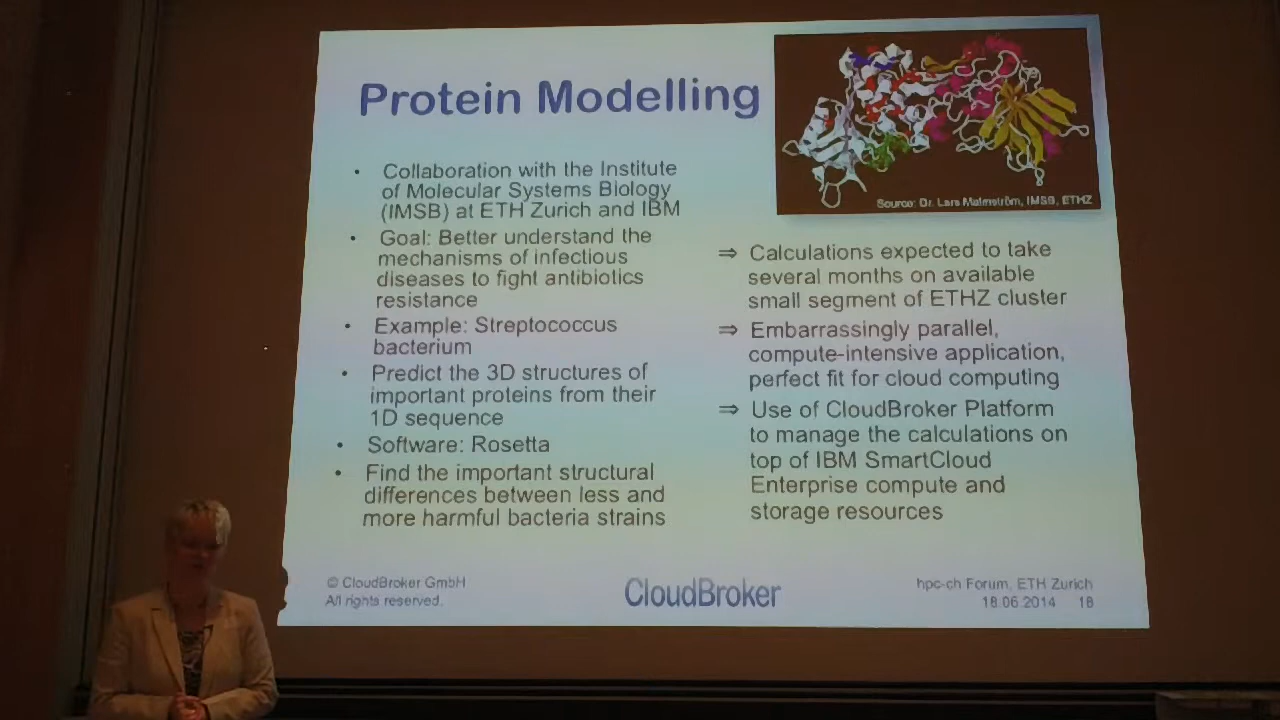 Protein Modelling
Source: Dr. Lars Malmström, IMSB, ETHZ
• Collaboration with the Institute
of Molecular Systems Biology
(IMSB) at ETH Zurich and IBM
• Goal: Better understand the
mechanisms of infectious
diseases to fight antibiotics
resistance
• Example: Streptococcus
bacterium
• Predict the 3D structures of
important proteins from their
1D sequence
• Software: Rosetta
• Find the important structural
differences between less and
more harmful bacteria strains
⇒ Calculations expected to take
several months on available
small segment of ETHZ cluster
⇒ Embarrassingly parallel,
compute-intensive application,
perfect fit for cloud computing
⇒ Use of CloudBroker Platform
to manage the calculations on
top of IBM SmartCloud
Enterprise compute and
storage resources
© CloudBroker GmbH
All rights reserved.
CloudBroker
hpc-ch Forum, ETH Zurich
18.06.2014 18